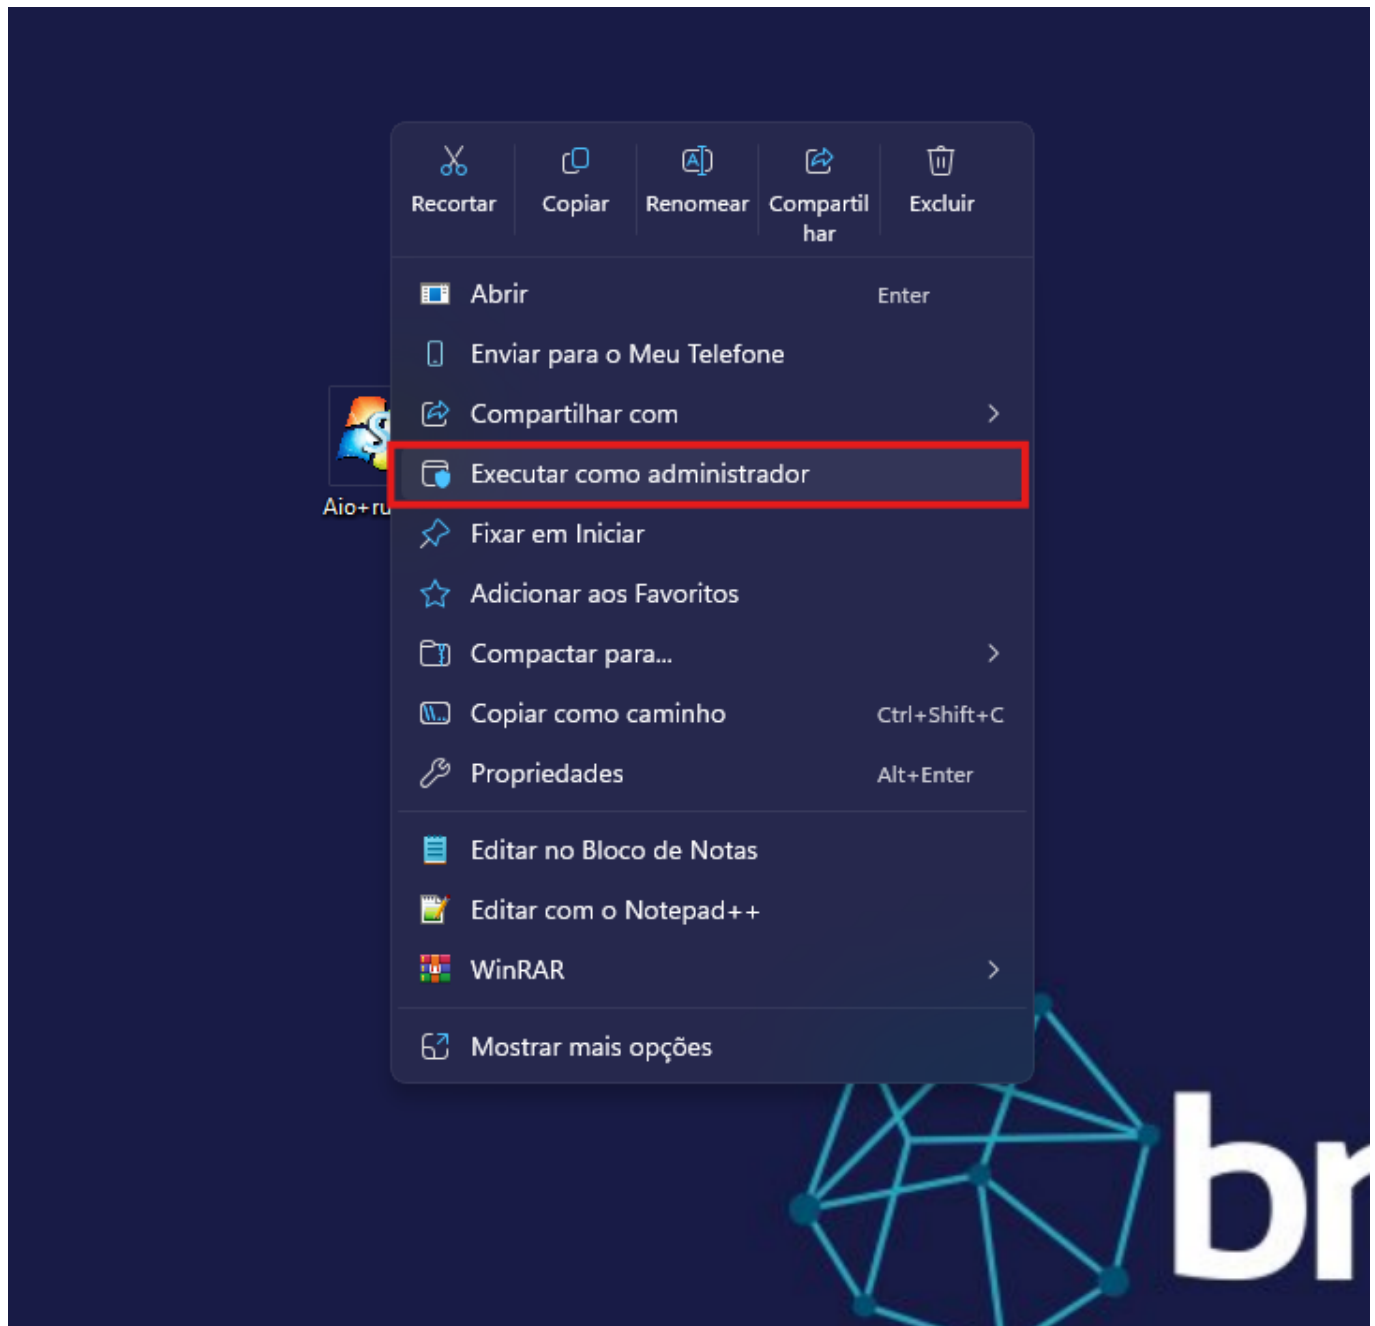 Recortar
Copiar
Renomear
Compartil
har
Excluir
Abrir Enter
Enviar para o Meu Telefone
Compartilhar com
Executar como administrador
Aio+ru
Fixar em Iniciar
Adicionar aos Favoritos
Compactar para...
Copiar como caminho Ctrl+Shift+C
Propriedades Alt+Enter
Editar no Bloco de Notas
Editar com o Notepad++
WinRAR
Mostrar mais opções
br